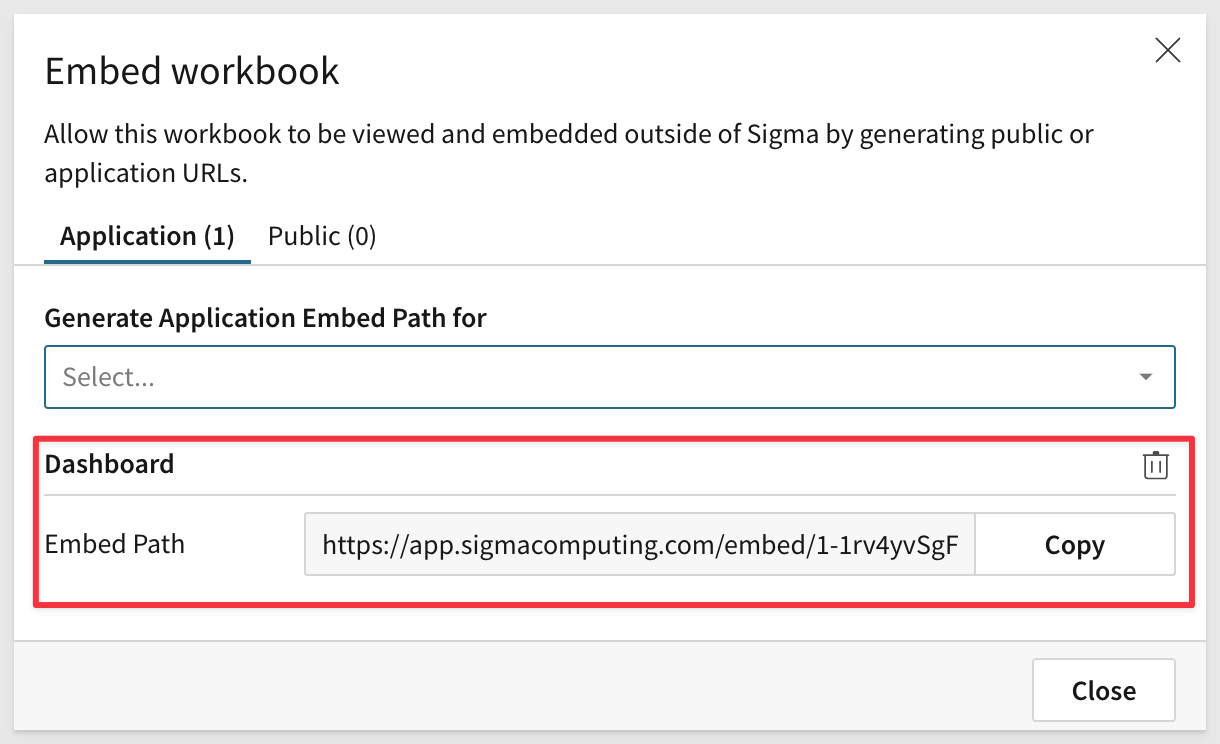 Embed workbook
Allow this workbook to be viewed and embedded outside of Sigma by generating public or
application URLs.
Application (1) Public (0)
Generate Application Embed Path for
Select...
Dashboard
Embed Path https://app.sigmacomputing.com/embed/1-1rv4yvSgF Copy
Close